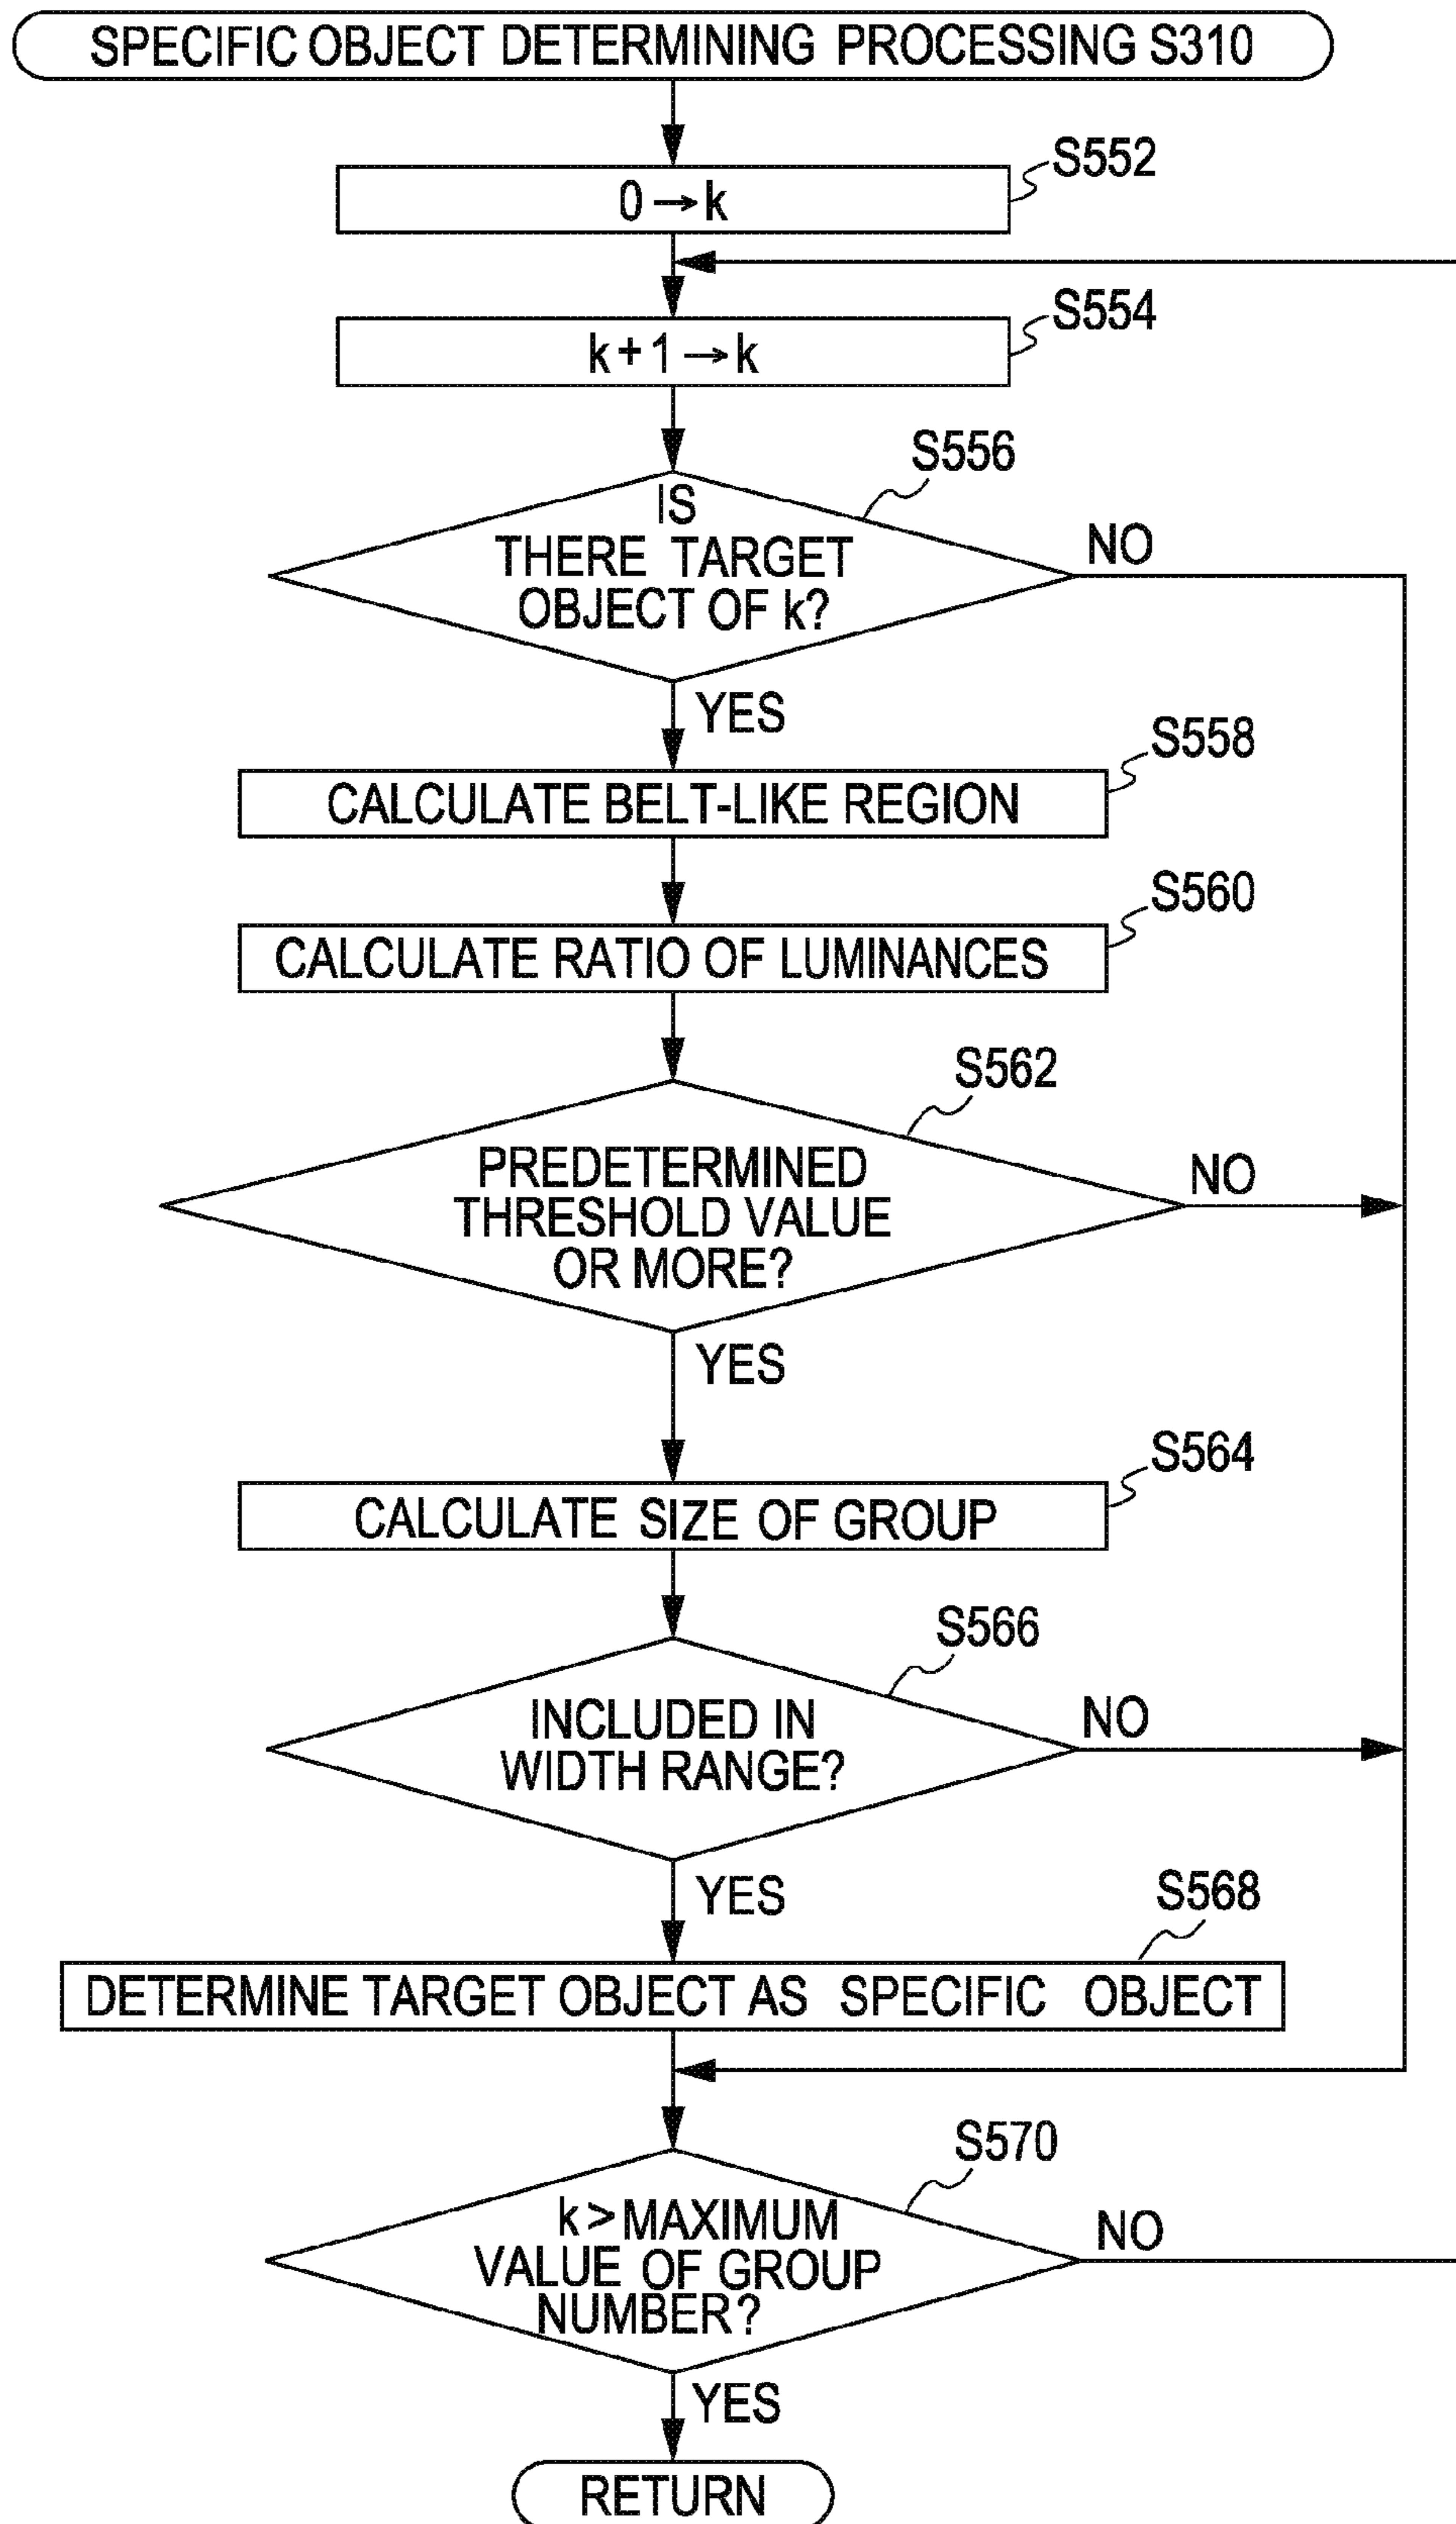 SPECIFIC OBJECT DETERMINING PROCESSING S310
S552
0→k
S554
k+1→k
S556
IS
THERE TARGET
OBJECT OF k?
NO
YES
S558
CALCULATE BELT-LIKE REGION
S560
CALCULATE RATIO OF LUMINANCES
S562
PREDETERMINED
THRESHOLD VALUE
OR MORE?
NO
YES
S564
CALCULATE SIZE OF GROUP
S566
INCLUDED IN
WIDTH RANGE?
NO
YES
S568
DETERMINE TARGET OBJECT AS SPECIFIC OBJECT
S570
k>MAXIMUM
VALUE OF GROUP
NUMBER?
NO
YES
RETURN